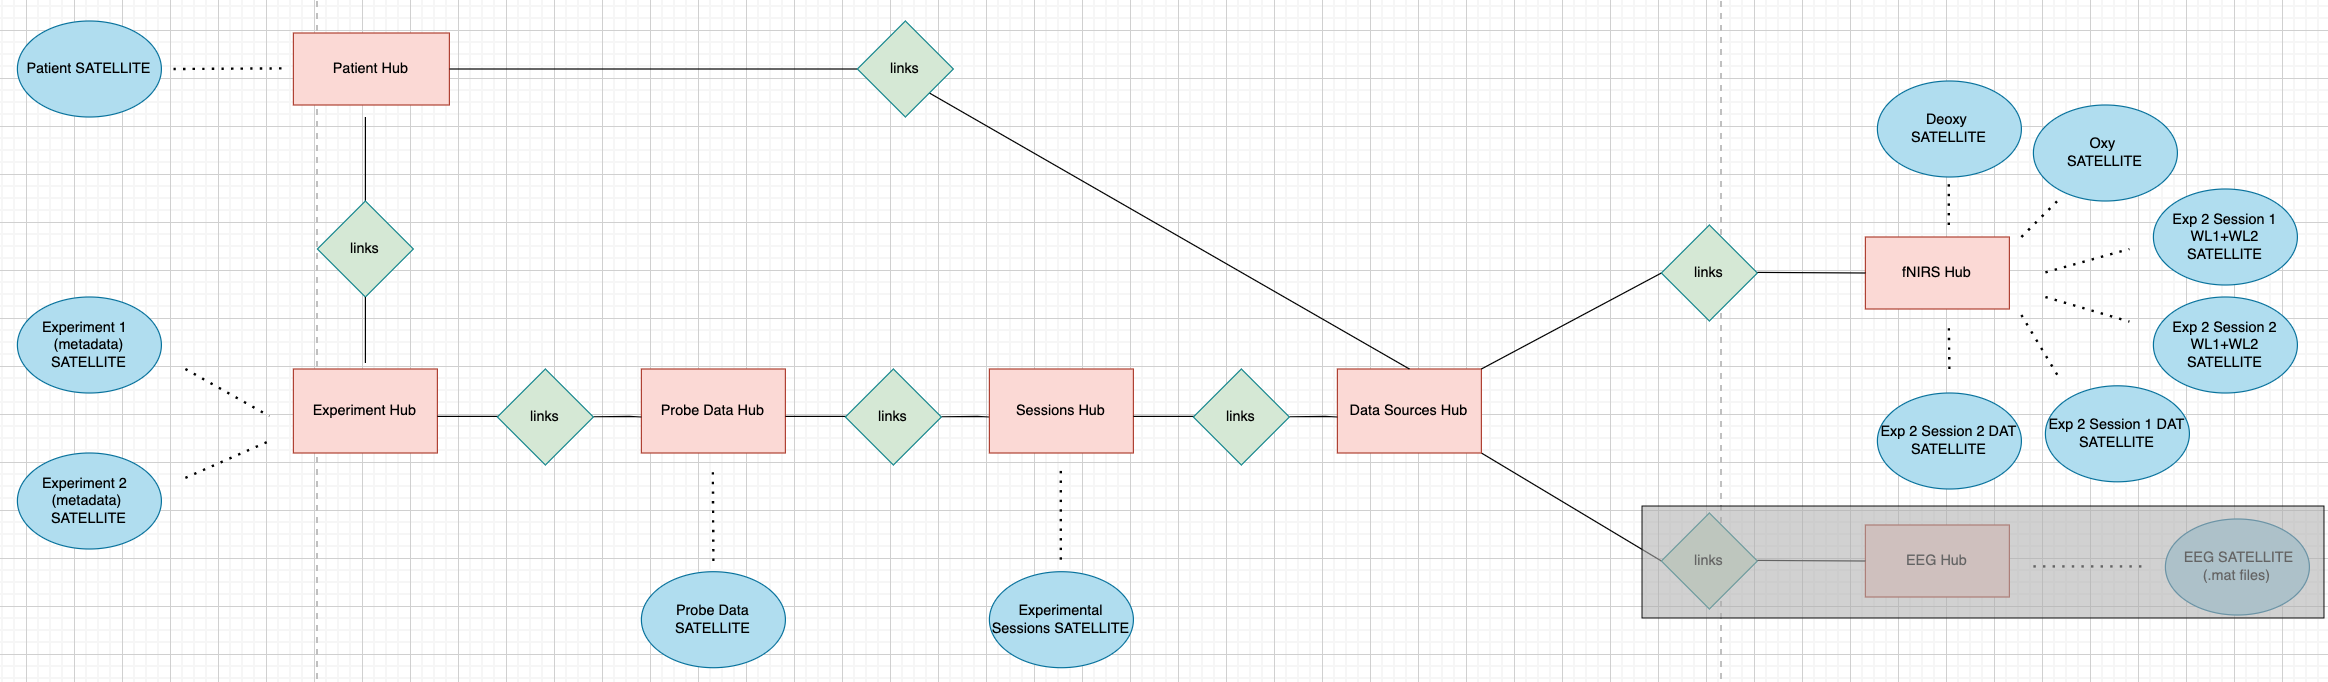 Patient SATELLITE
Patient Hub
links
Deoxy
SATELLITE
Oxy
SATELLITE
links
Exp 2 Session 1
WL1+WL2
SATELLITE
links
fNIRS Hub
Experiment 1
(metadata)
SATELLITE
Exp 2 Session 2
WL1+WL2
SATELLITE
Experiment Hub
links
Probe Data Hub
links
Sessions Hub
links
Data Sources Hub
Exp 2 Session 2 DAT
SATELLITE
Exp 2 Session 1 DAT
SATELLITE
Experiment 2
(metadata)
SATELLITE
links
EEG Hub
EEG SATELLITE
(.mat files)
Probe Data
SATELLITE
Experimental
Sessions SATELLITE